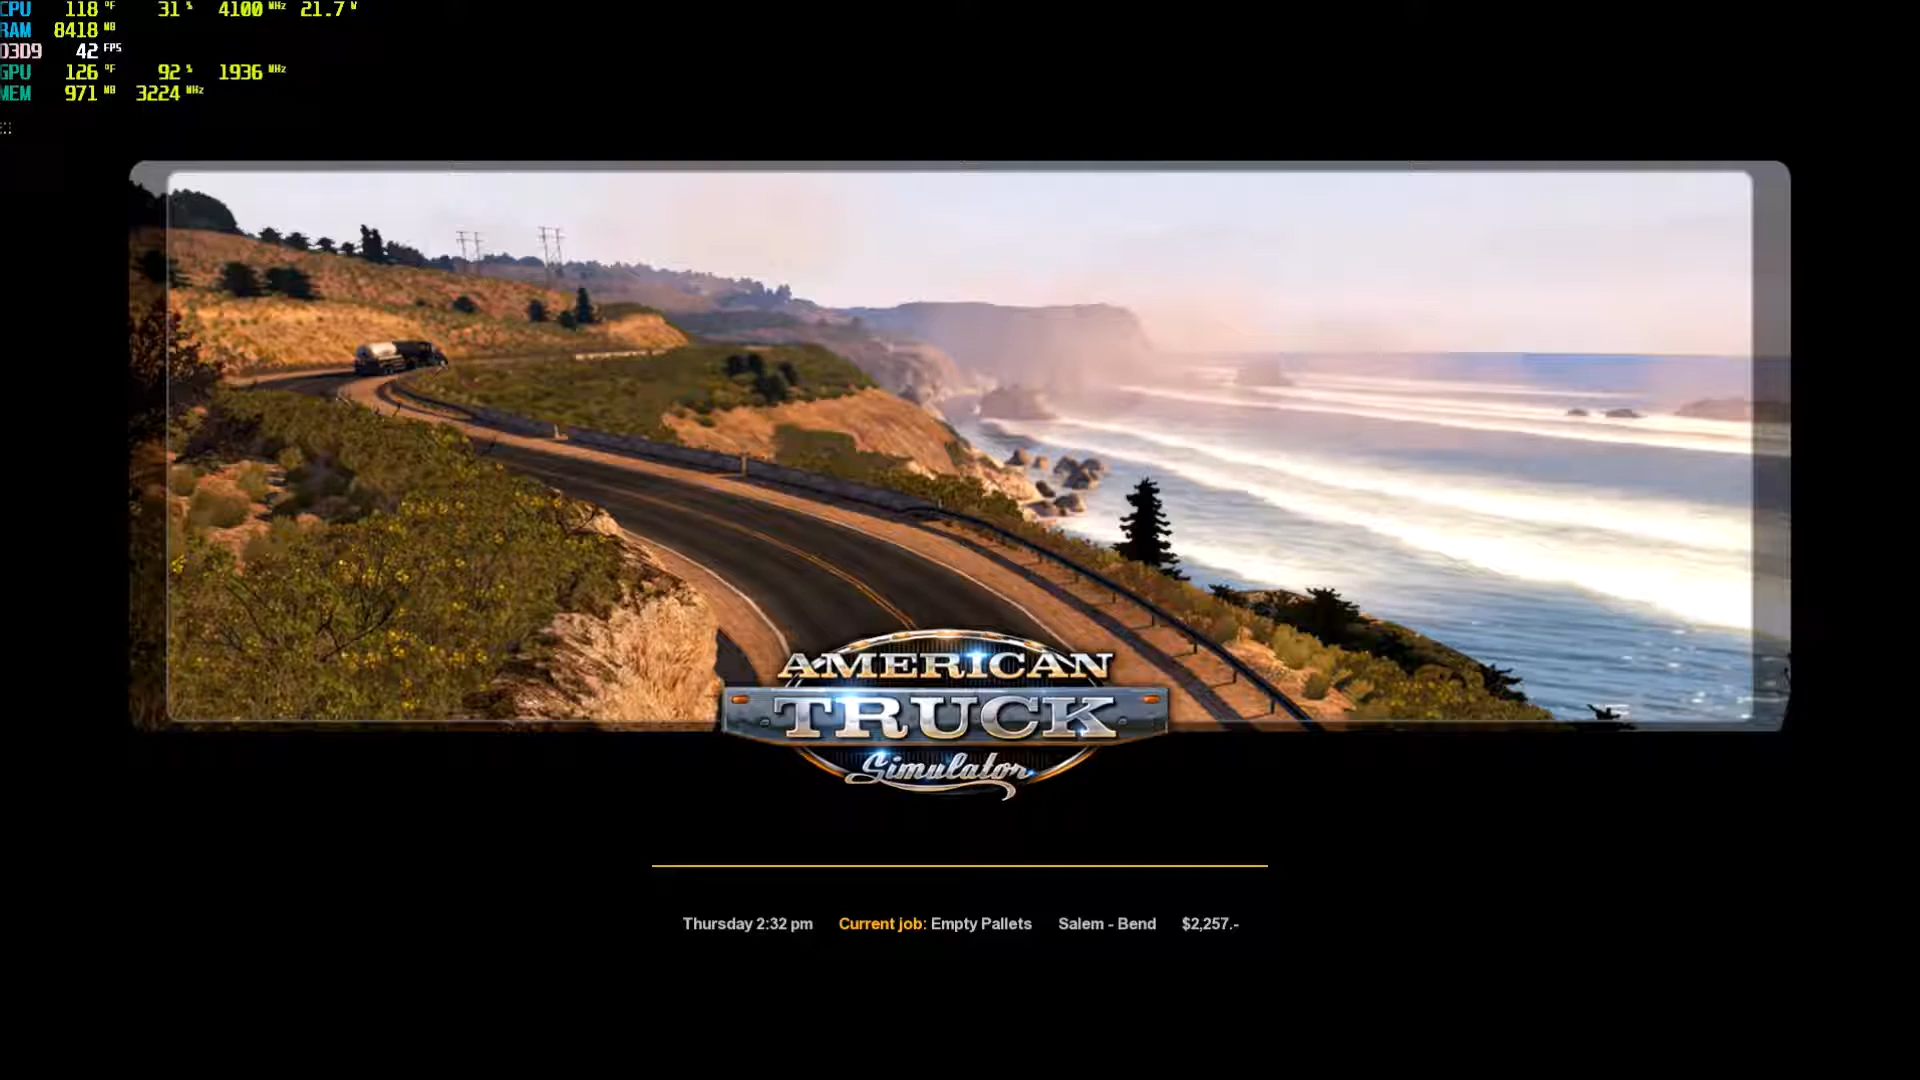 CPU 118 °F 31 % 4100 MHz 21.7 W
RAM 8418 MB
D3D9 42 FPS
GPU 126 °F 92 % 1936 MHz
MEM 971 MB 3224 MHz
AMERICAN
TRUCK
Simulator
Thursday 2:32 pm Current job: Empty Pallets Salem - Bend $2,257.-